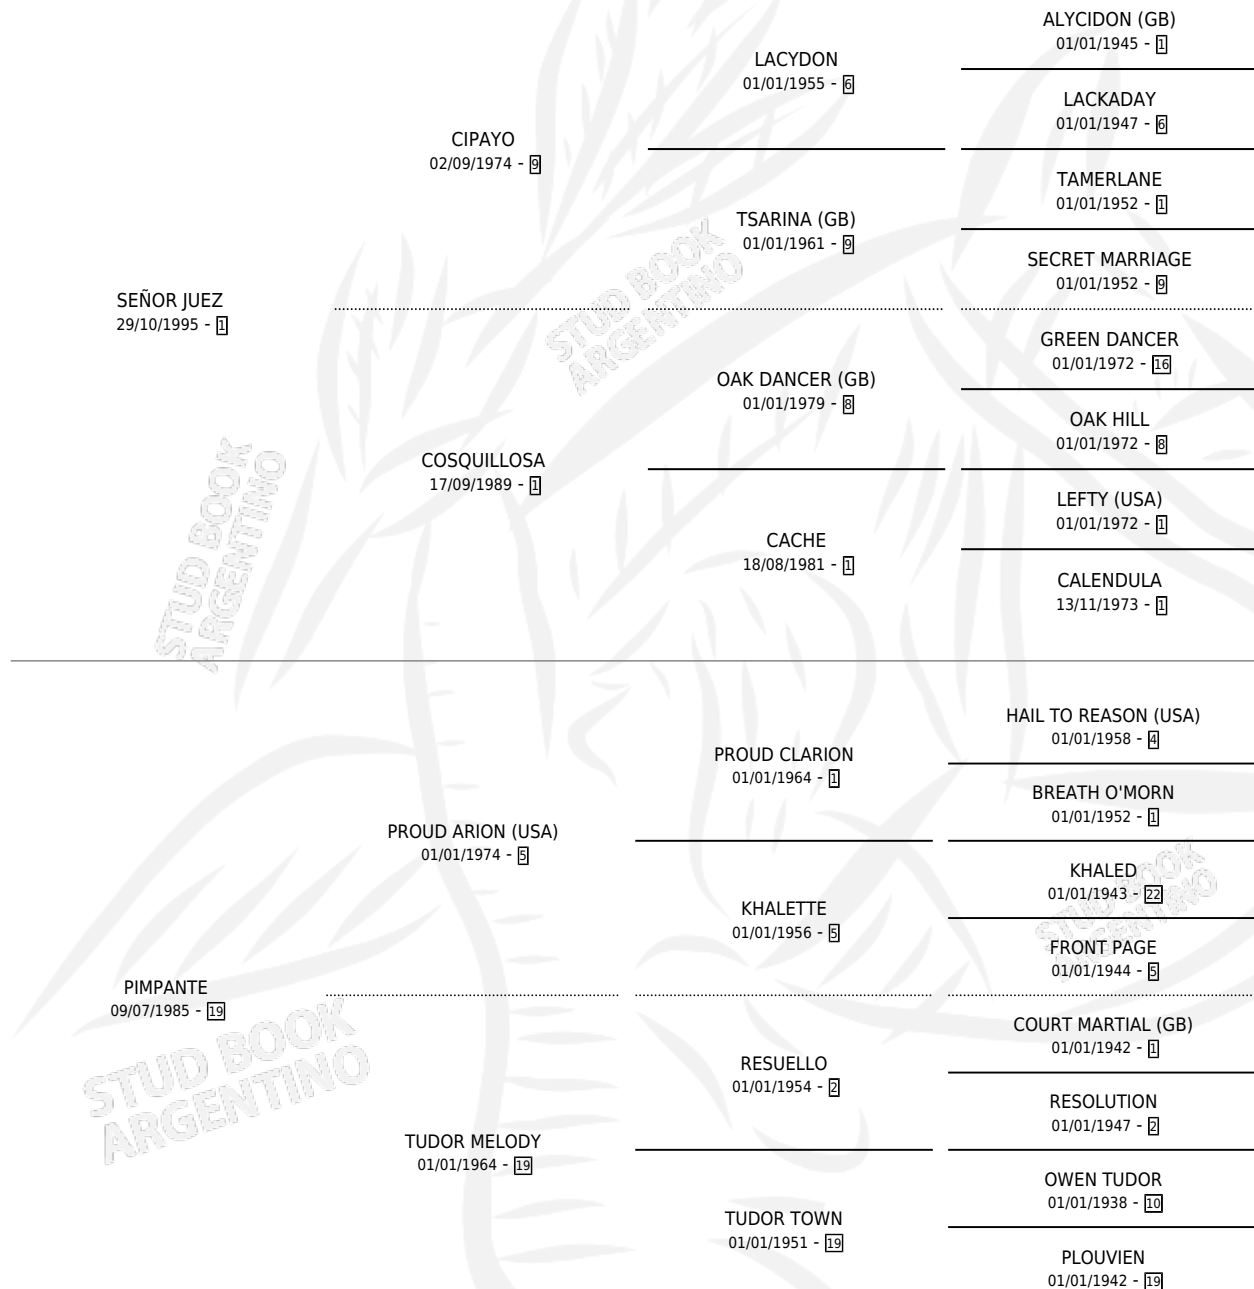 ALYCIDON (GB)
01/01/1945 - 1
LACYDON
01/01/1955 - 6
LACKADAY
01/01/1947 - 6
CIPAYO
02/09/1974 - 9
TAMERLANE
01/01/1952 - 1
TSARINA (GB)
01/01/1961 - 9
SECRET MARRIAGE
01/01/1952 - 9
SEÑOR JUEZ
29/10/1995 - 1
GREEN DANCER
01/01/1972 - 16
OAK DANCER (GB)
01/01/1979 - 8
OAK HILL
01/01/1972 - 8
COSQUILLOSA
17/09/1989 - 1
LEFTY (USA)
01/01/1972 - 1
CACHE
18/08/1981 - 1
CALENDULA
13/11/1973 - 1
HAIL TO REASON (USA)
01/01/1958 - 4
PROUD CLARION
01/01/1964 - 1
BREATH O'MORN
01/01/1952 - 1
PROUD ARION (USA)
01/01/1974 - 5
KHALED
01/01/1943 - 22
KHALETTE
01/01/1956 - 5
FRONT PAGE
01/01/1944 - 5
PIMPANTE
09/07/1985 - 19
COURT MARTIAL (GB)
01/01/1942 - 1
RESUELLO
01/01/1954 - 2
RESOLUTION
01/01/1947 - 2
TUDOR MELODY
01/01/1964 - 19
OWEN TUDOR
01/01/1938 - 10
TUDOR TOWN
01/01/1951 - 19
PLOUVIEN
01/01/1942 - 19
STUD BOOK
ARGENTINO
STUD BOOK
ARGENTINO
STUD BOOK
ARGENTINO
STUD BOOK
ARGENTINO